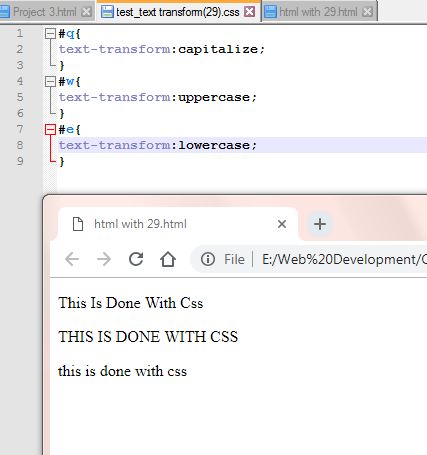 Project 3.html test_text transform(29).css html with 29.html
1 #q{
2 text-transform:capitalize;
3 }
4 #w{
5 text-transform:uppercase;
6 }
7 #e{
8 text-transform:lowercase;
9 }
html with 29.html
File E:/Web%20Development/C
This Is Done With Css
THIS IS DONE WITH CSS
this is done with css